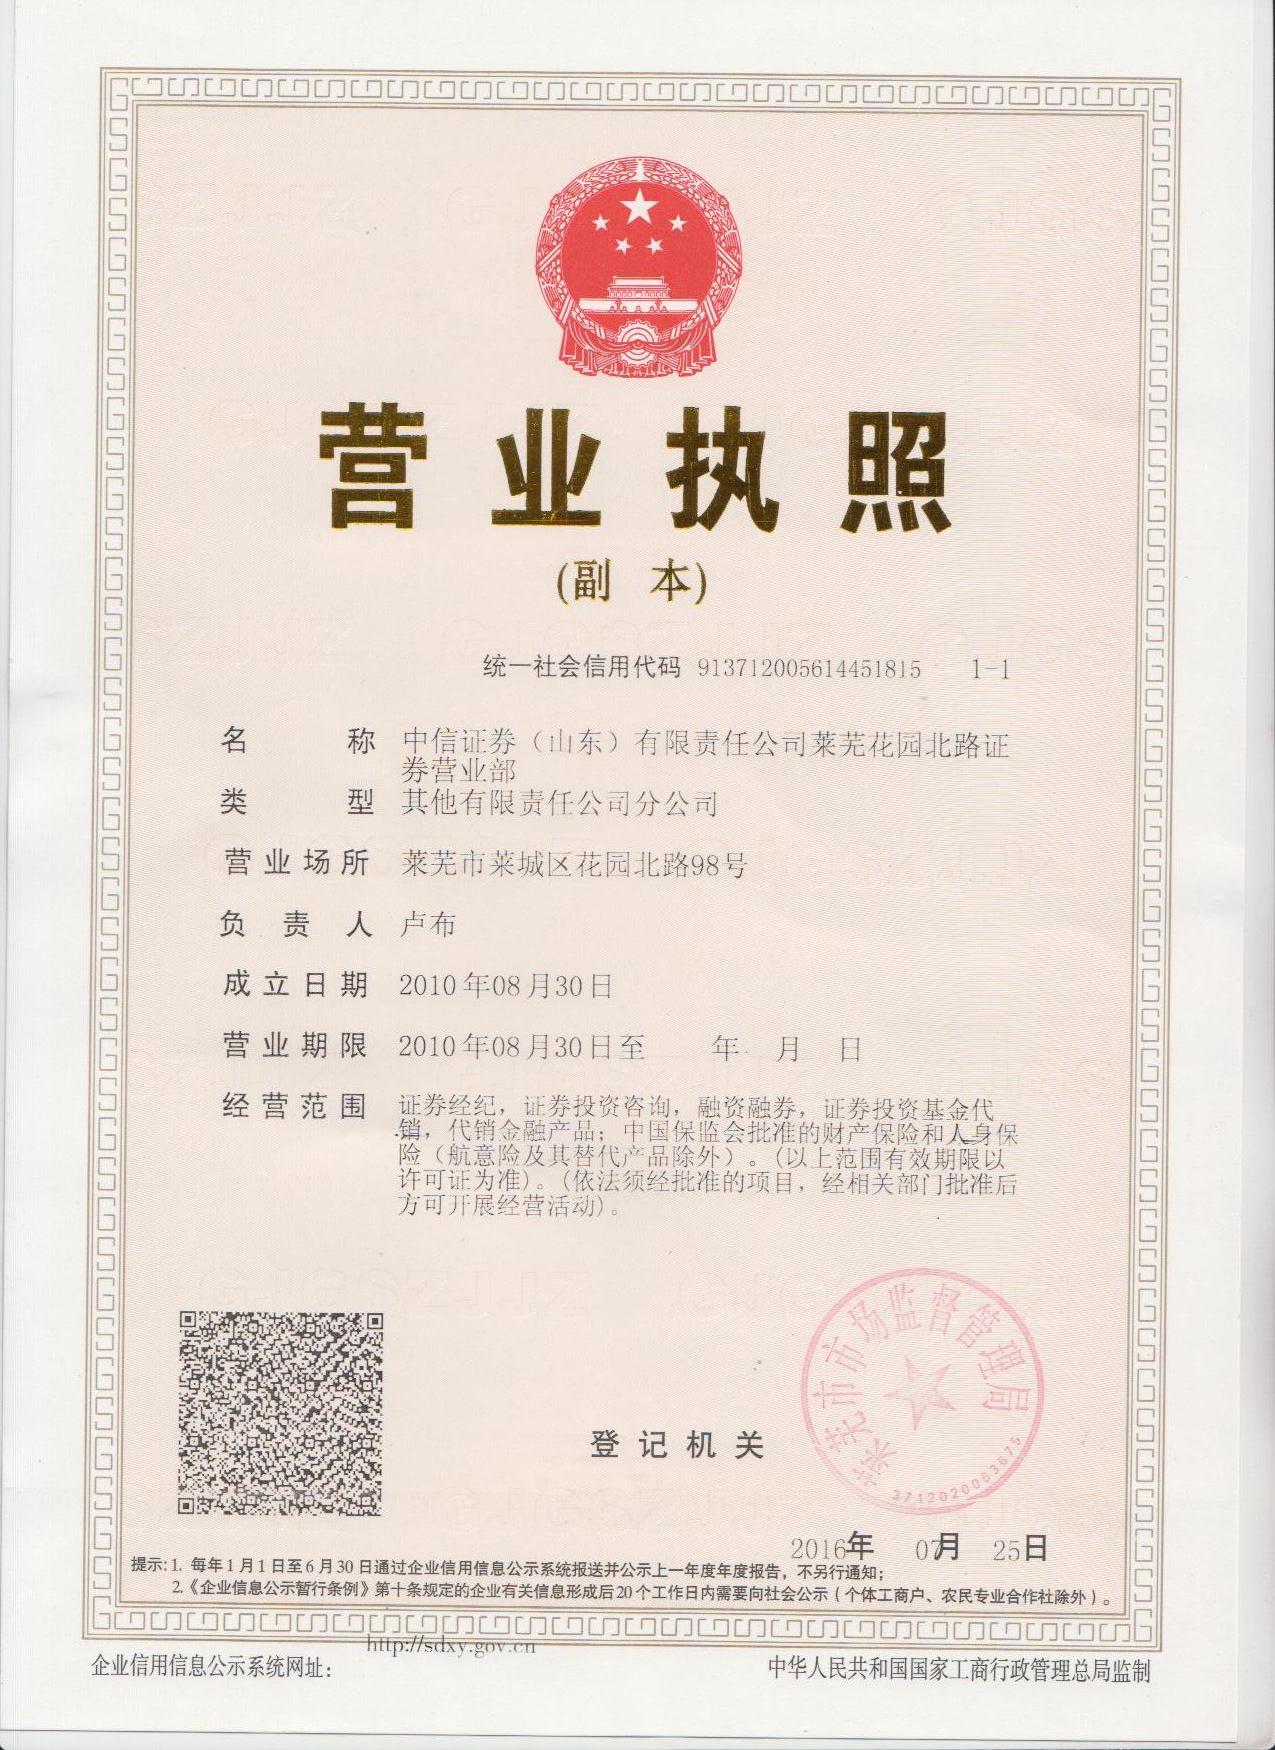 营业执照
(副 本)
统一社会信用代码 913712005614451815 1-1
名 称 中信证券（山东）有限责任公司莱芜花园北路证
券营业部
类 型 其他有限责任公司分公司
营业场所 莱芜市莱城区花园北路98号
负 责 人 卢布
成立日期 2010年08月30日
营业期限 2010年08月30日至 年 月 日
经营范围 证券经纪，证券投资咨询，融资融券，证券投资基金代
销，代销金融产品；中国保监会批准的财产保险和人身保
险（航意险及其替代产品除外）。（以上范围有效期限以
许可证为准）。（依法须经批准的项目，经相关部门批准后
方可开展经营活动）。
莱芜市市场监督管理局
3712020063675
登记机关
2016年 07月 25日
提示：1. 每年1月1日至6月30日通过企业信用信息公示系统报送并公示上一年度年度报告，不另行通知；
2.《企业信息公示暂行条例》第十条规定的企业有关信息形成后20个工作日内需要向社会公示（个体工商户、农民专业合作社除外）。
http://sdxy.gov.cn
企业信用信息公示系统网址： 中华人民共和国国家工商行政管理总局监制